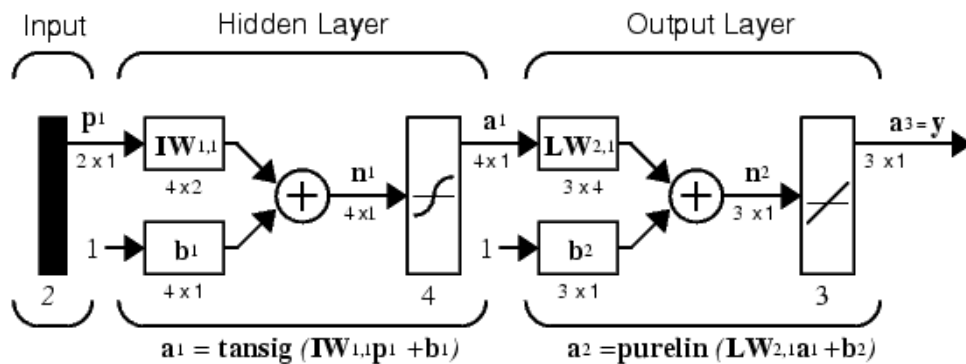 Input Hidden Layer Output Layer
p1 a1 a3 = y
IW1,1 LW2,1
2 x 1 n1 4x1 n2 3 x 1
4 x 2 3 x 4
4 x1 3 x 1
1 b1 1 b2
2 4 x 1 4 3 x 1 3
a1 = tansig (IW1,1p1 +b1) a2 =purelin (LW2,1a1+b2)